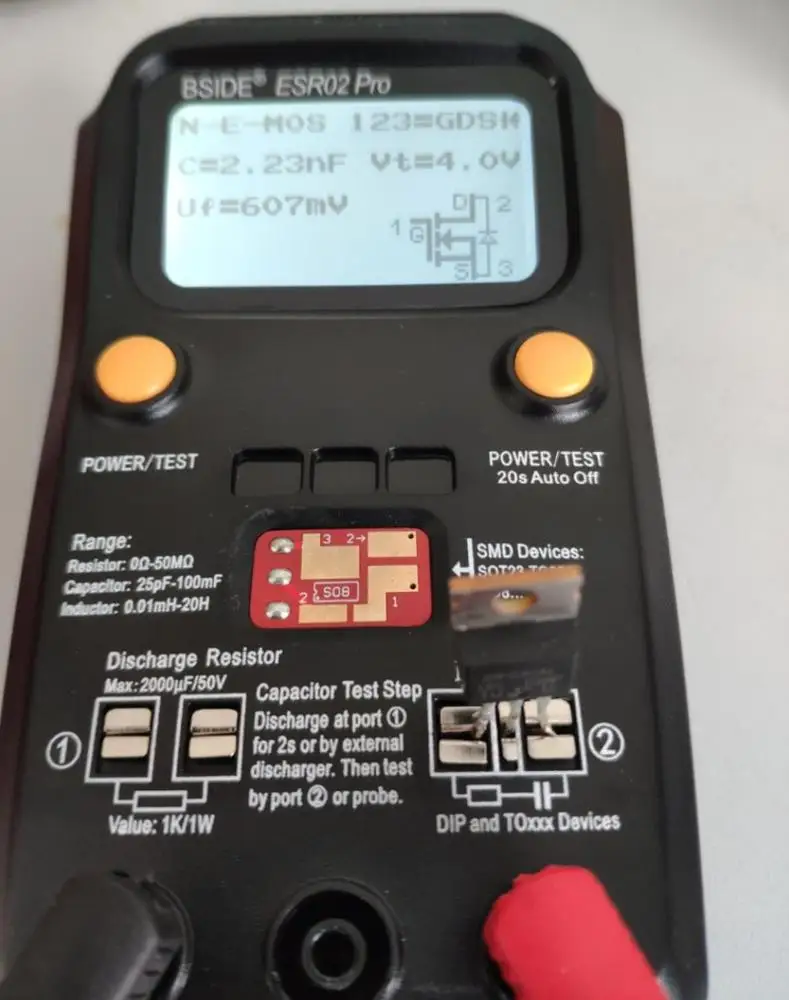 BSIDE® ESR02 Pro
N-E-MOS 123=GDS
C=2.23nF Vt=4.0V
Uf=607mV
D 2
1 G
S 3
POWER/TEST
POWER/TEST
20s Auto Off
Range:
Resistor: 0Ω-50MΩ
Capacitor: 25pF-100mF
Inductor: 0.01mH-20H
3 2→
2 SO8 1
SMD Devices:
SOT23
Discharge Resistor
Max:2000μF/50V
①
Value: 1K/1W
Capacitor Test Step
Discharge at port ①
for 2s or by external
discharger. Then test
by port ② or probe.
②
DIP and TOxxx Devices